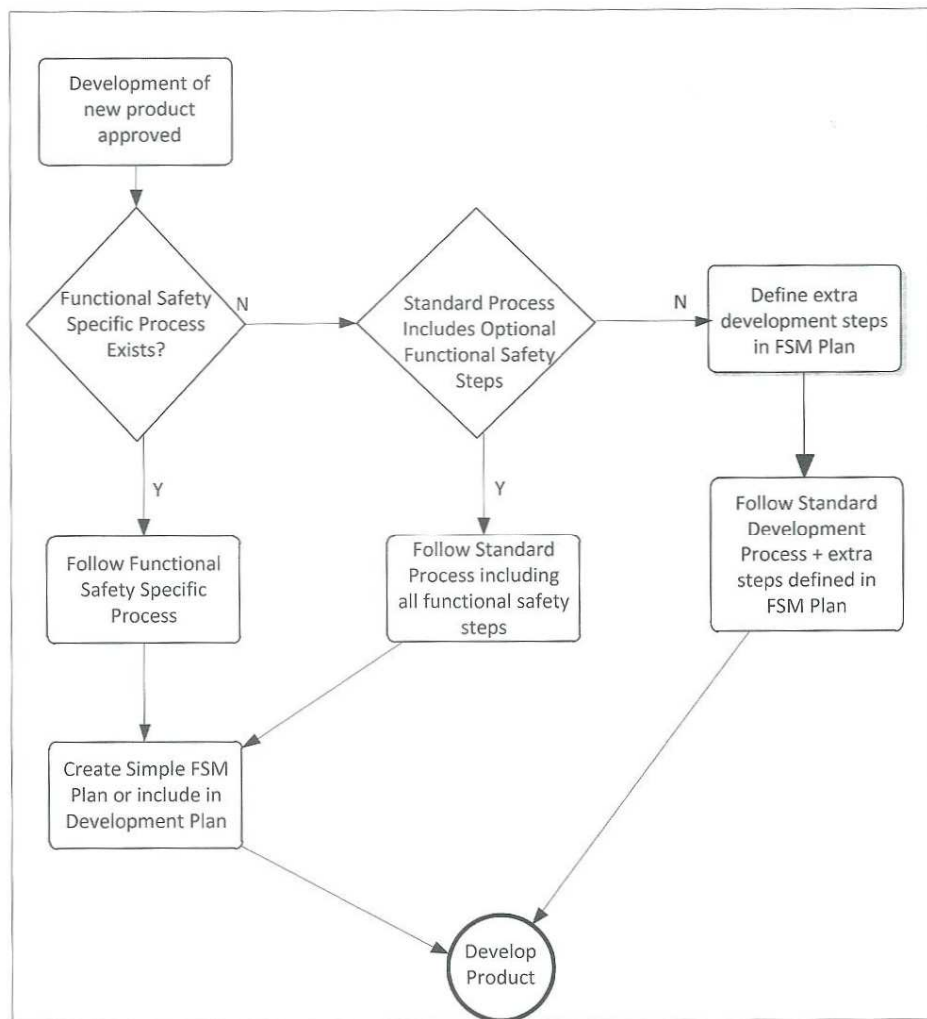 Development of
new product
approved
Functional Safety
Specific Process
Exists?
N
Standard Process
Includes Optional
Functional Safety
Steps
N
Define extra
development steps
in FSM Plan
Y
Y
Follow Functional
Safety Specific
Process
Follow Standard
Process including
all functional safety
steps
Follow Standard
Development
Process + extra
steps defined in
FSM Plan
Create Simple FSM
Plan or include in
Development Plan
Develop
Product